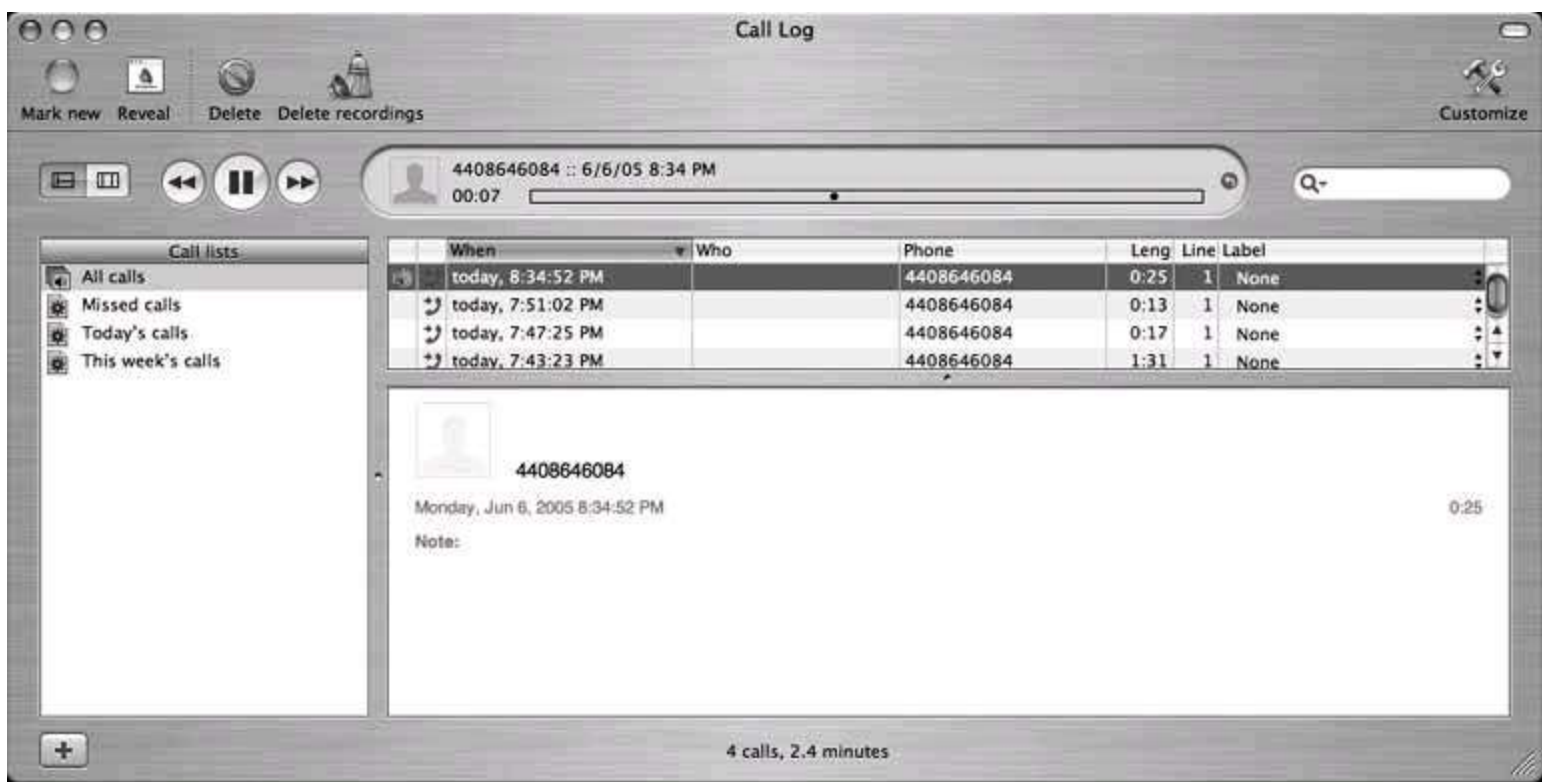 Call Log
Mark new Reveal Delete Delete recordings Customize
4408646084 :: 6/6/05 8:34 PM
00:07
Call lists
All calls
Missed calls
Today's calls
This week's calls
When Who Phone Leng Line Label
today, 8:34:52 PM 4408646084 0:25 1 None
today, 7:51:02 PM 4408646084 0:13 1 None
today, 7:47:25 PM 4408646084 0:17 1 None
today, 7:43:23 PM 4408646084 1:31 1 None
4408646084
Monday, Jun 6, 2005 8:34:52 PM 0:25
Note:
4 calls, 2.4 minutes